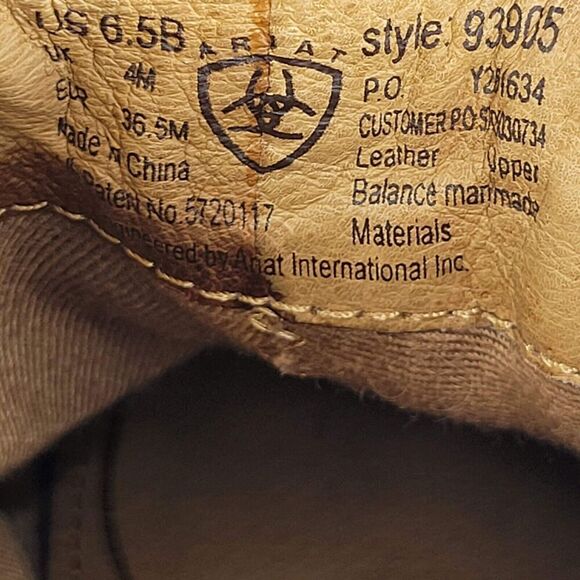 US 6.5B
UK 4M
EUR 36.5M
Made in China
Patent No. 5720117
Engineered by Ariat International Inc.
ARIAT
style: 93905
P.O.
CUSTOMER P.O.
Leather Upper
Balance manmade
Materials